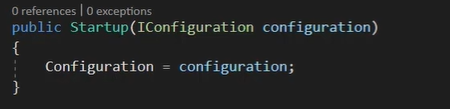 0 references | 0 exceptions
public Startup(IConfiguration configuration)
{
    Configuration = configuration;
}